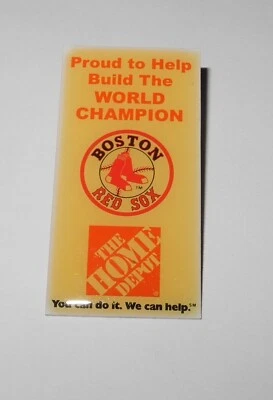 Proud to Help
Build The
WORLD
CHAMPION
BOSTON
RED SOX
TM
THE
HOME
DEPOT
®
You can do it. We can help.℠